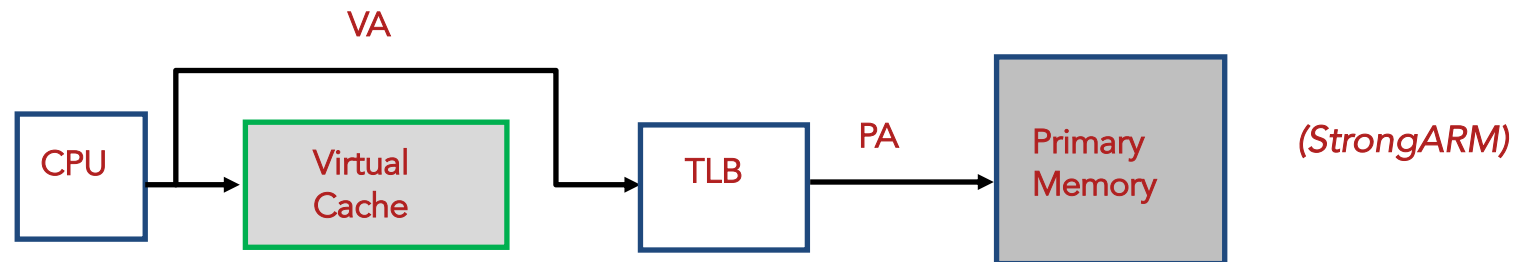 VA
CPU
Virtual
Cache
TLB
PA
Primary
Memory
(StrongARM)